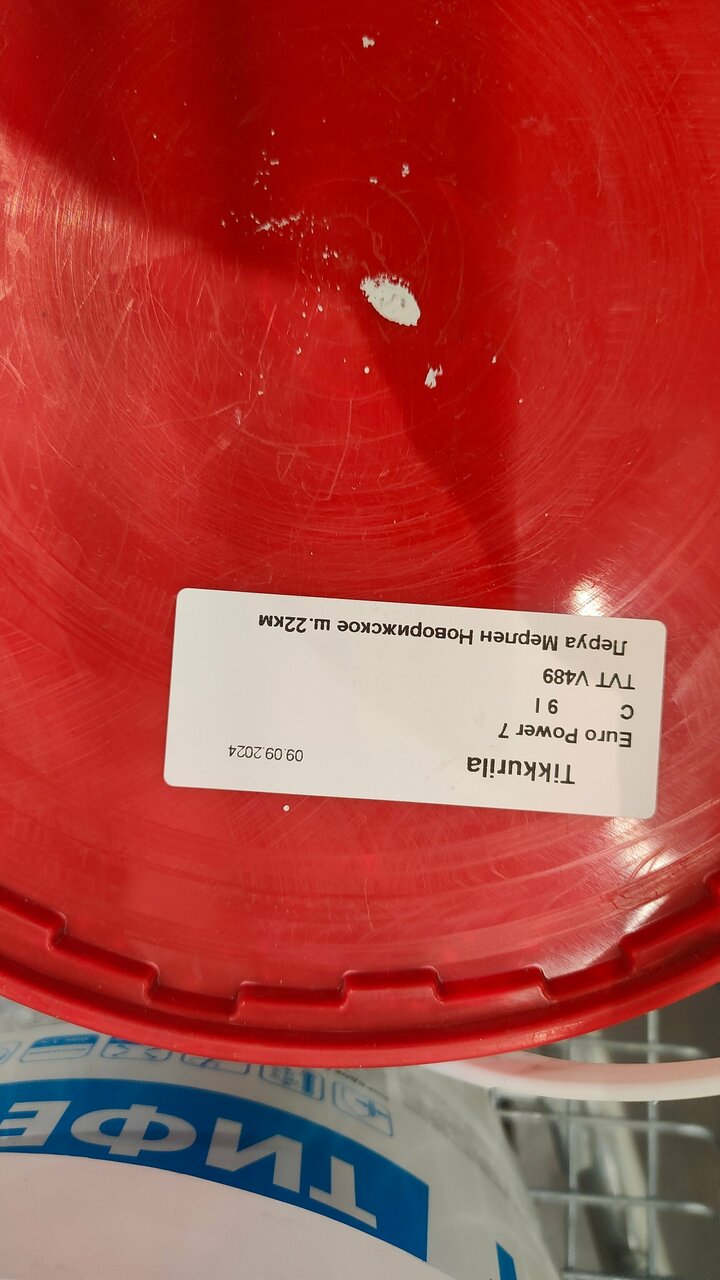 Tikkurila
09.09.2024
Euro Power 7
C 9 l
TVT V489
Леруа Мерлен Новорижское ш.22км
ТИФЕ